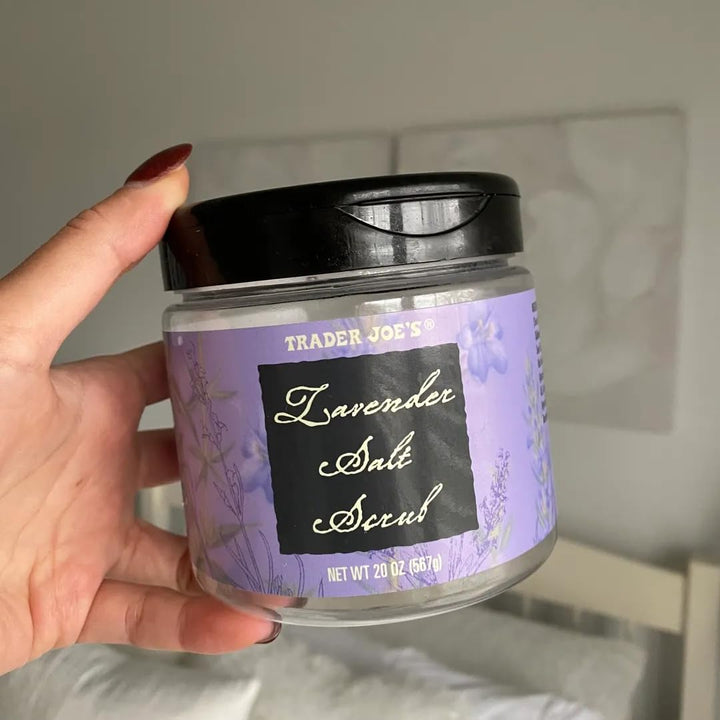 TRADER JOE'S®
Lavender
Salt
Scrub
NET WT 20 OZ (567g)